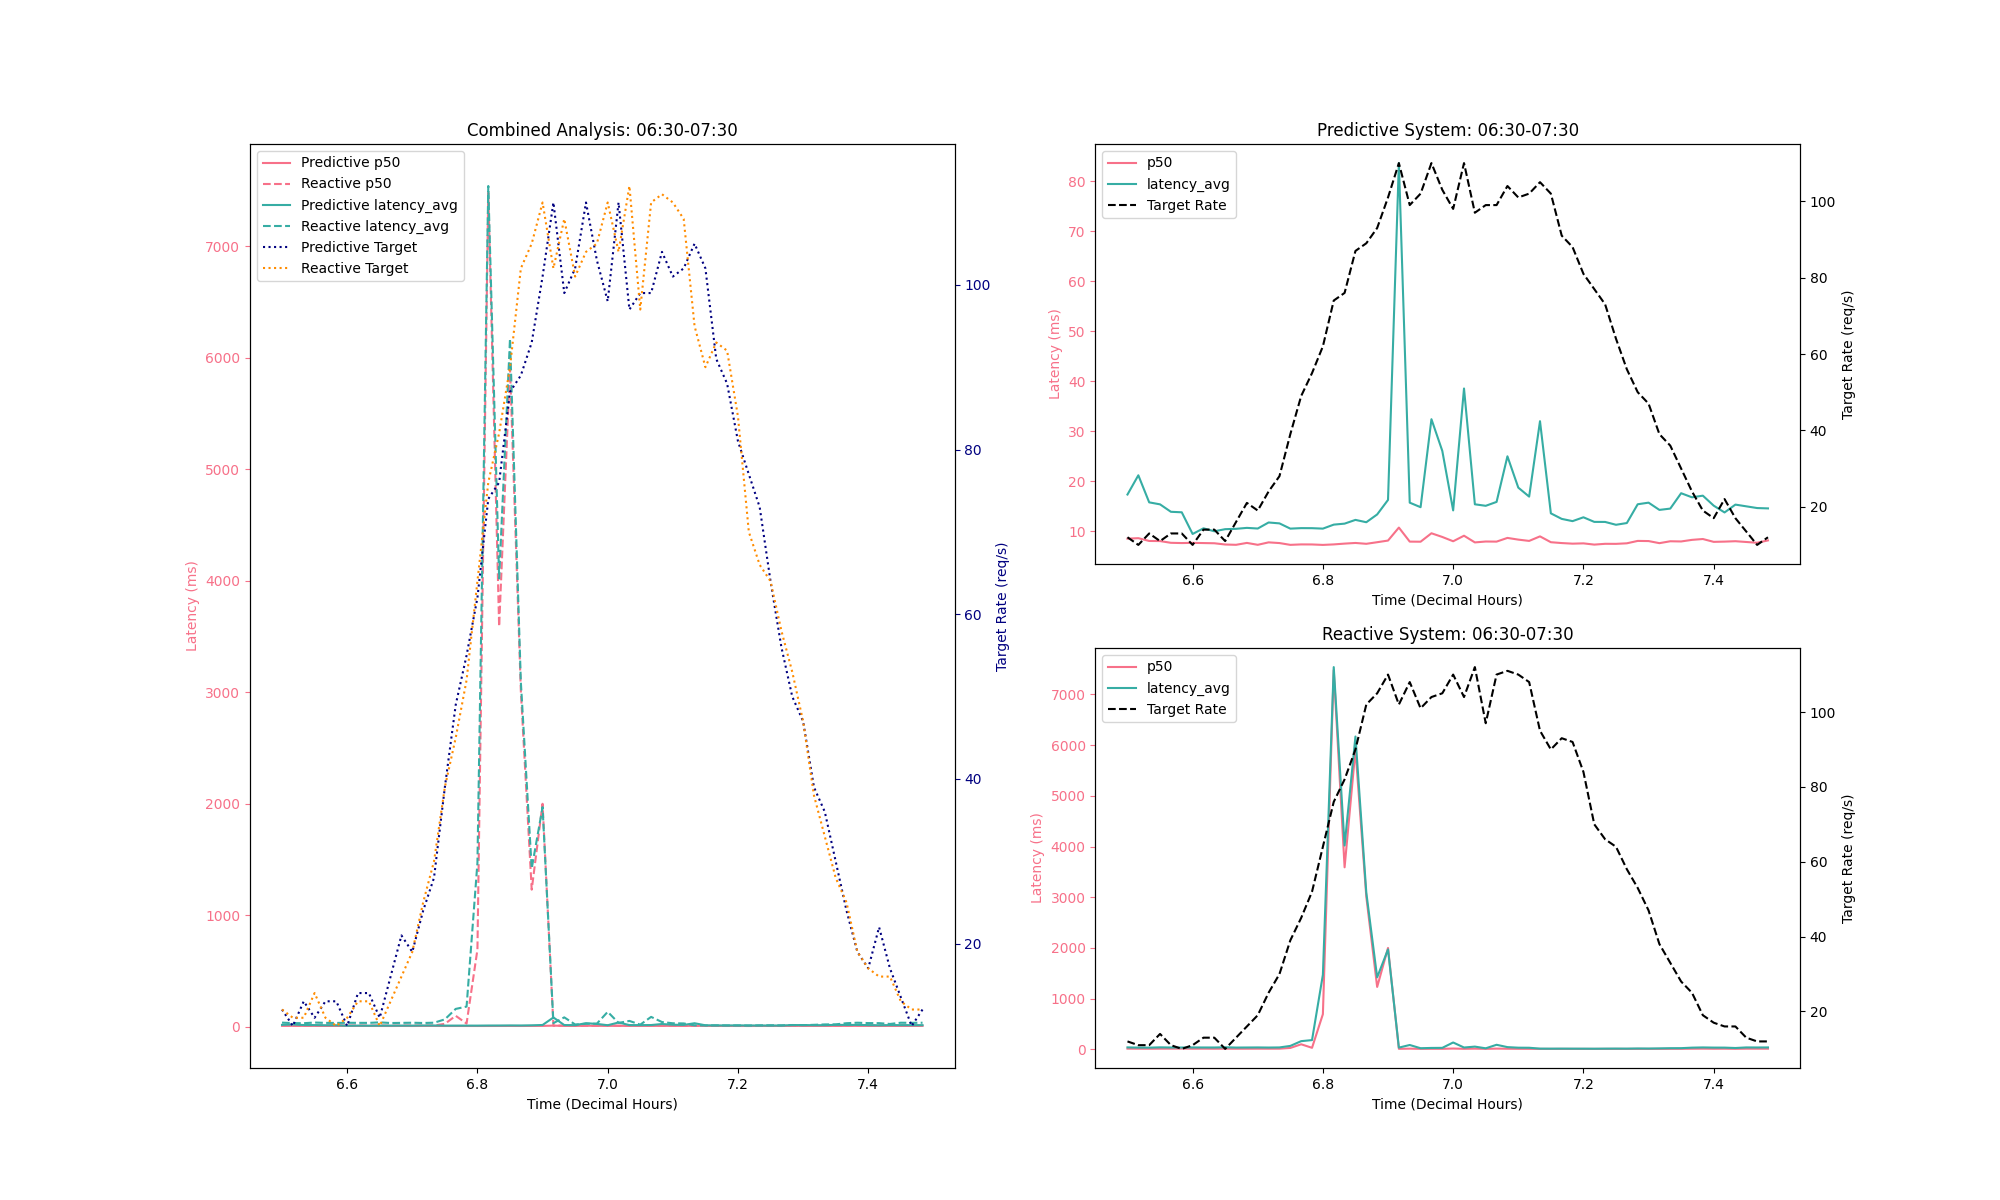 Combined Analysis: 06:30-07:30
Predictive p50
Reactive p50
Predictive latency_avg
Reactive latency_avg
Predictive Target
Reactive Target
7000
6000
5000
4000
3000
2000
1000
0
Latency (ms)
100
80
60
40
20
Target Rate (req/s)
6.6 6.8 7.0 7.2 7.4
Time (Decimal Hours)
Predictive System: 06:30-07:30
p50
latency_avg
Target Rate
80
70
60
50
40
30
20
10
Latency (ms)
100
80
60
40
20
Target Rate (req/s)
6.6 6.8 7.0 7.2 7.4
Time (Decimal Hours)
Reactive System: 06:30-07:30
p50
latency_avg
Target Rate
7000
6000
5000
4000
3000
2000
1000
0
Latency (ms)
100
80
60
40
20
Target Rate (req/s)
6.6 6.8 7.0 7.2 7.4
Time (Decimal Hours)